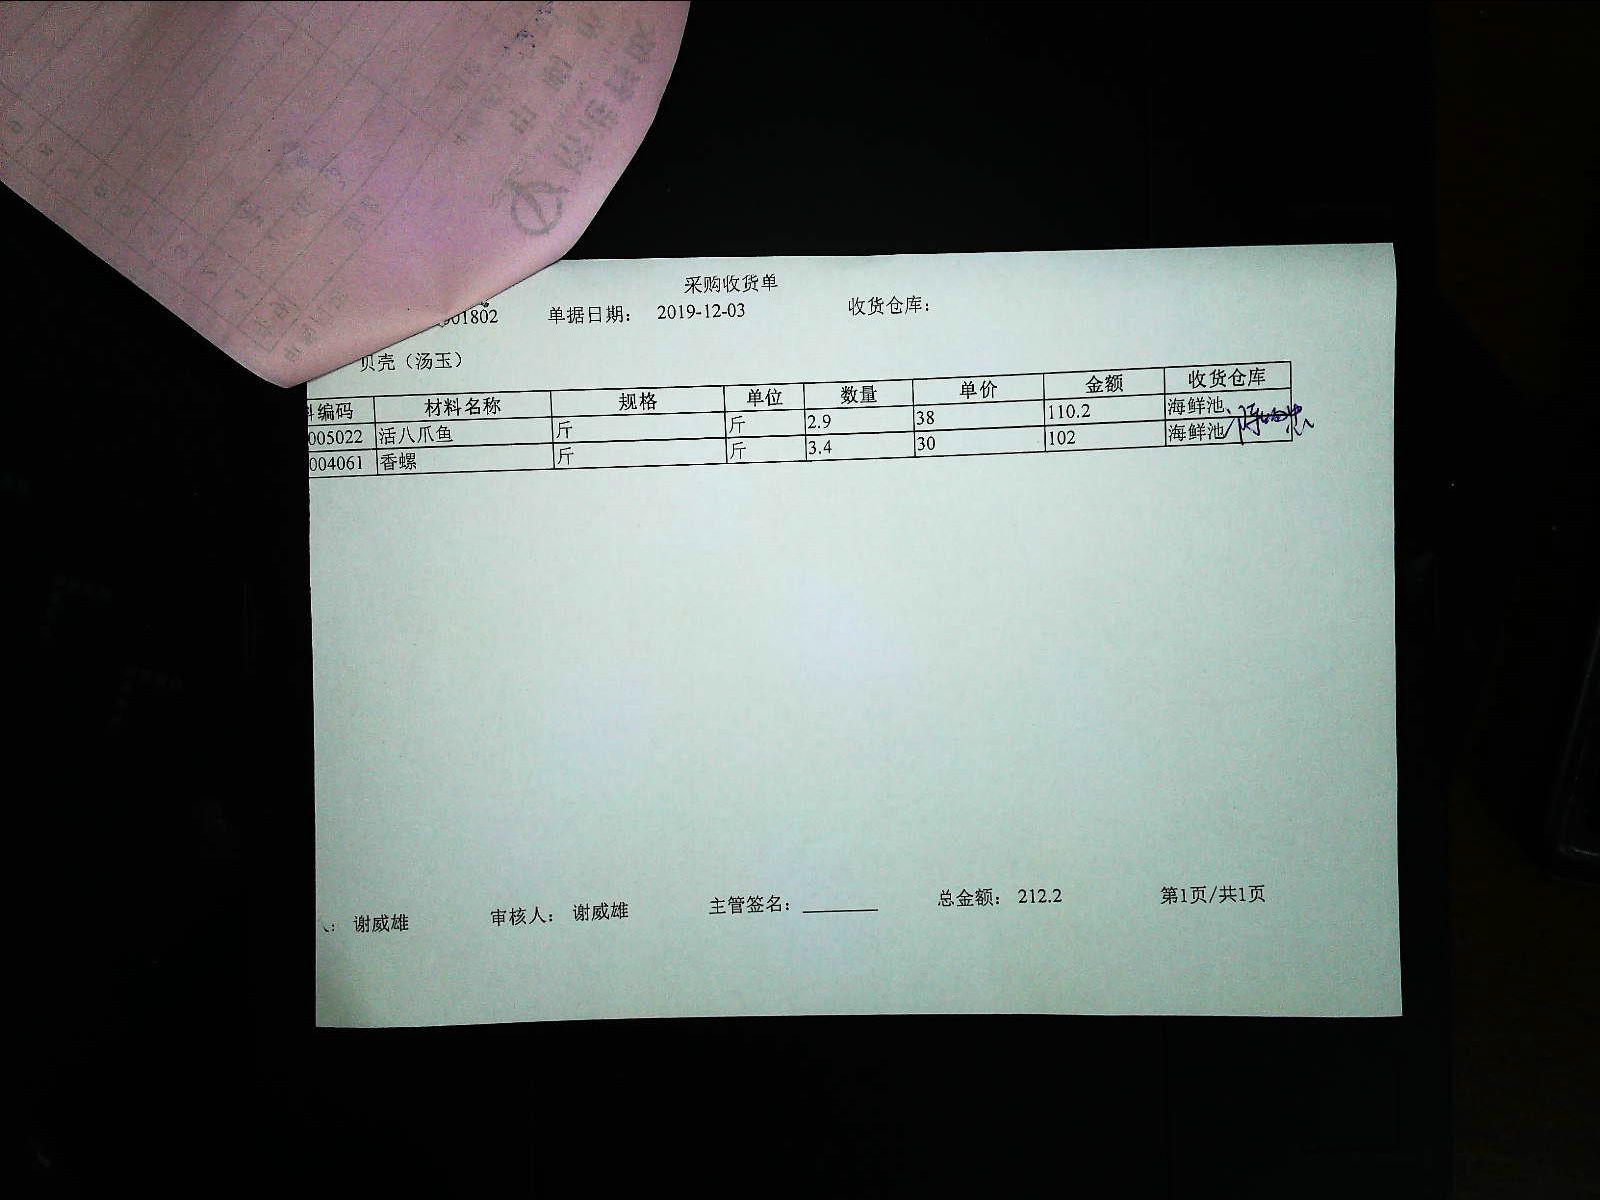 采购收货单
001802 单据日期： 2019-12-03 收货仓库：
贝壳（汤玉）
料编码 材料名称 规格 单位 数量 单价 金额 收货仓库
005022 活八爪鱼 斤 斤 2.9 38 110.2 海鲜池
004061 香螺 斤 斤 3.4 30 102 海鲜池
人： 谢威雄 审核人： 谢威雄 主管签名： 总金额： 212.2 第1页/共1页